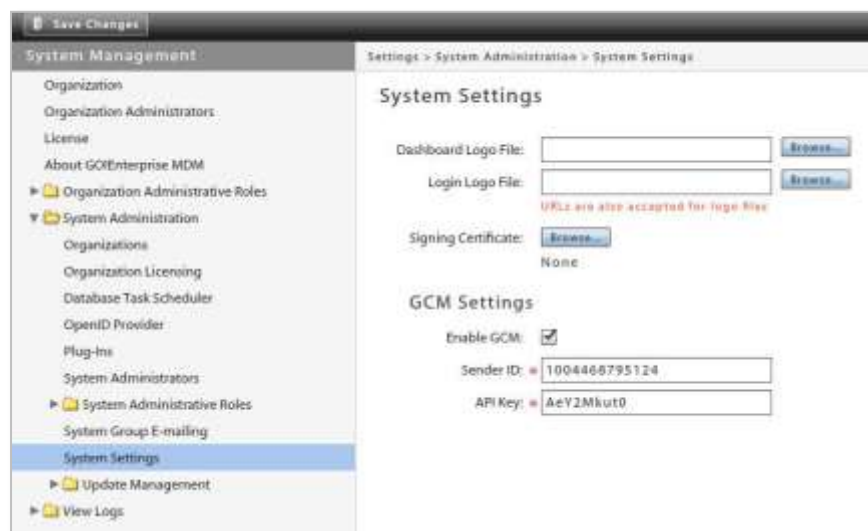 Save Changes
System Management
Organization
Organization Administrators
License
About GO!Enterprise MDM
Organization Administrative Roles
System Administration
Organizations
Organization Licensing
Database Task Scheduler
OpenID Provider
Plug-Ins
System Administrators
System Administrative Roles
System Group E-mailing
System Settings
Update Management
View Logs
Settings > System Administration > System Settings
System Settings
Dashboard Logo File: Browse...
Login Logo File: Browse...
URLs are also accepted for logo files
Signing Certificate: Browse...
None
GCM Settings
Enable GCM:
Sender ID: * 1004468795124
API Key: * AeY2Mkut0